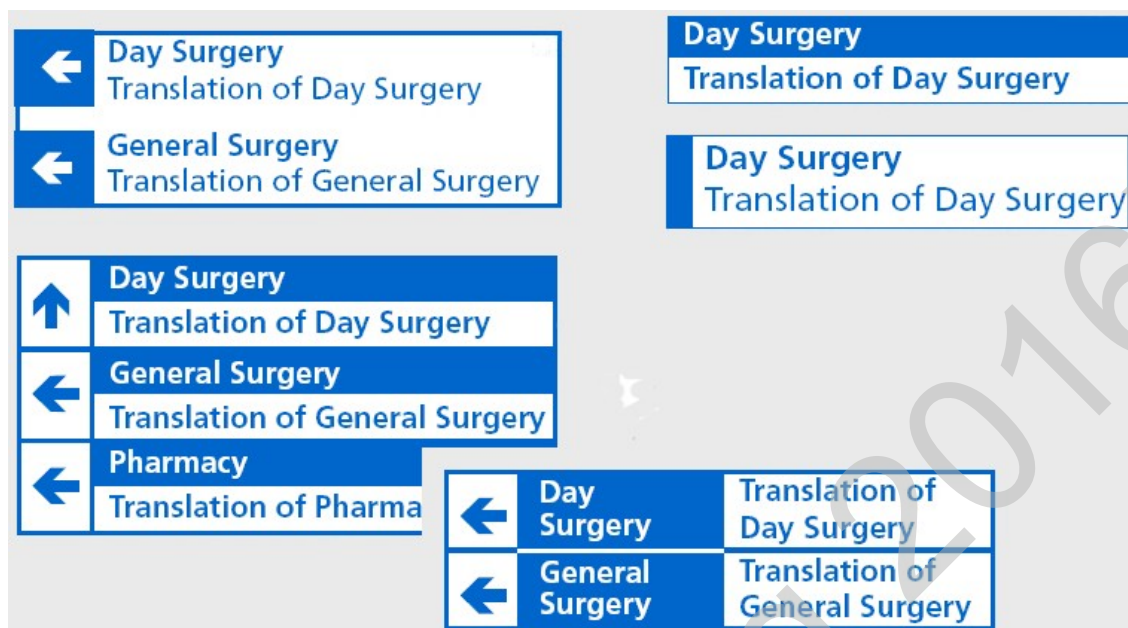 Day Surgery
Translation of Day Surgery
General Surgery
Translation of General Surgery
Day Surgery
Translation of Day Surgery
Day Surgery
Translation of Day Surgery
Day Surgery
Translation of Day Surgery
General Surgery
Translation of General Surgery
Pharmacy
Translation of Pharma
Day
Surgery
Translation of
Day Surgery
General
Surgery
Translation of
General Surgery
2016